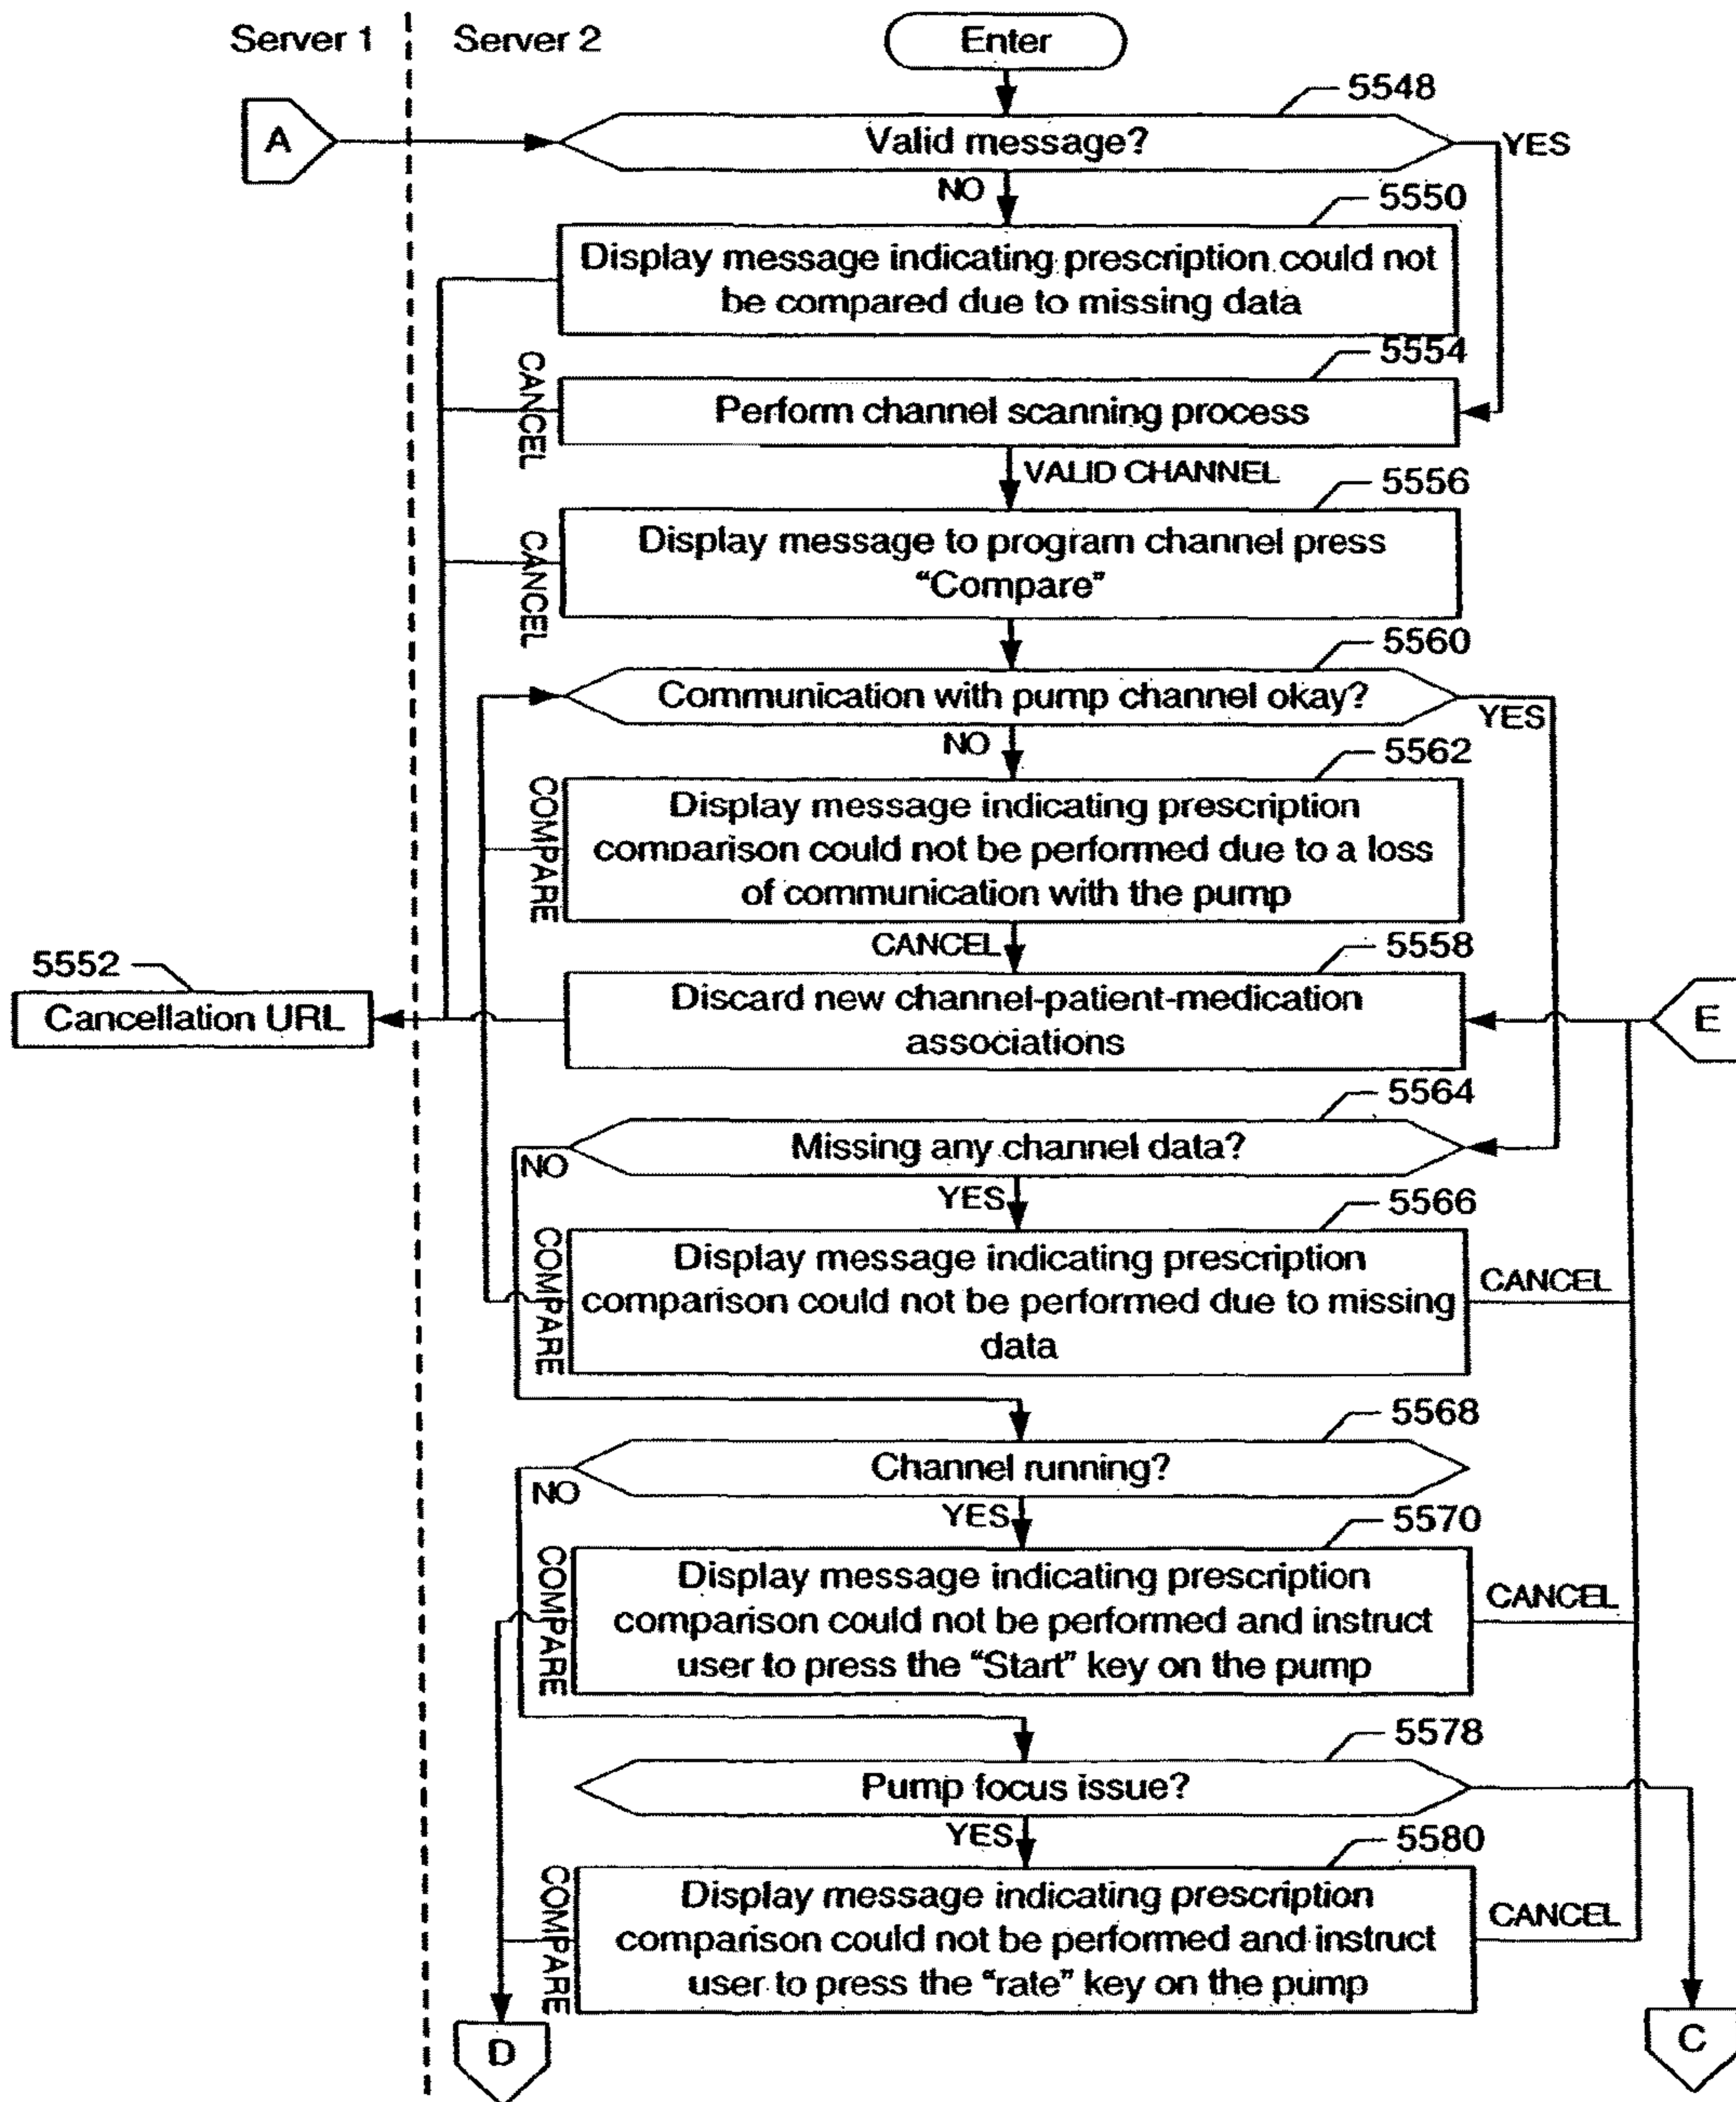 Server 1
Server 2
Enter
A
5548
Valid message?
YES
NO
5550
Display message indicating prescription could not
be compared due to missing data
5554
CANCEL
Perform channel scanning process
VALID CHANNEL
5556
CANCEL
Display message to program channel press
“Compare”
5560
Communication with pump channel okay?
YES
NO
5562
COMPARE
Display message indicating prescription
comparison could not be performed due to a loss
of communication with the pump
CANCEL
5558
5552
Cancellation URL
Discard new channel-patient-medication
associations
E
5564
Missing any channel data?
NO
YES
5566
COMPARE
Display message indicating prescription
comparison could not be performed due to missing
data
CANCEL
5568
Channel running?
NO
YES
5570
COMPARE
Display message indicating prescription
comparison could not be performed and instruct
user to press the “Start” key on the pump
CANCEL
5578
Pump focus issue?
YES
5580
COMPARE
Display message indicating prescription
comparison could not be performed and instruct
user to press the “rate” key on the pump
CANCEL
D
C